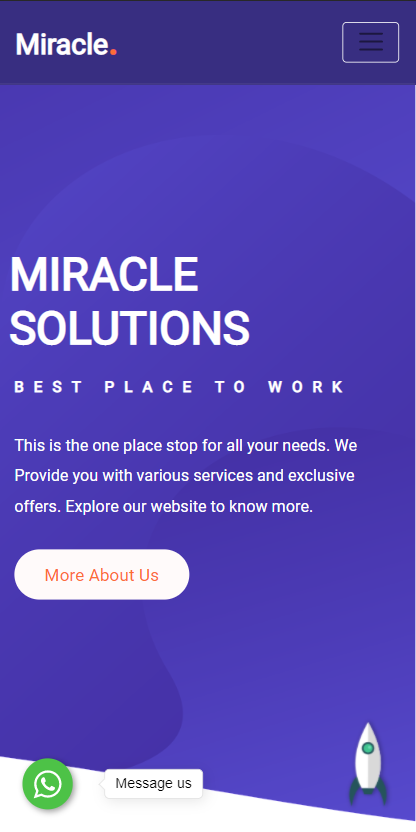 Miracle.
MIRACLE
SOLUTIONS
BEST PLACE TO WORK
This is the one place stop for all your needs. We
Provide you with various services and exclusive
offers. Explore our website to know more.
More About Us
Message us